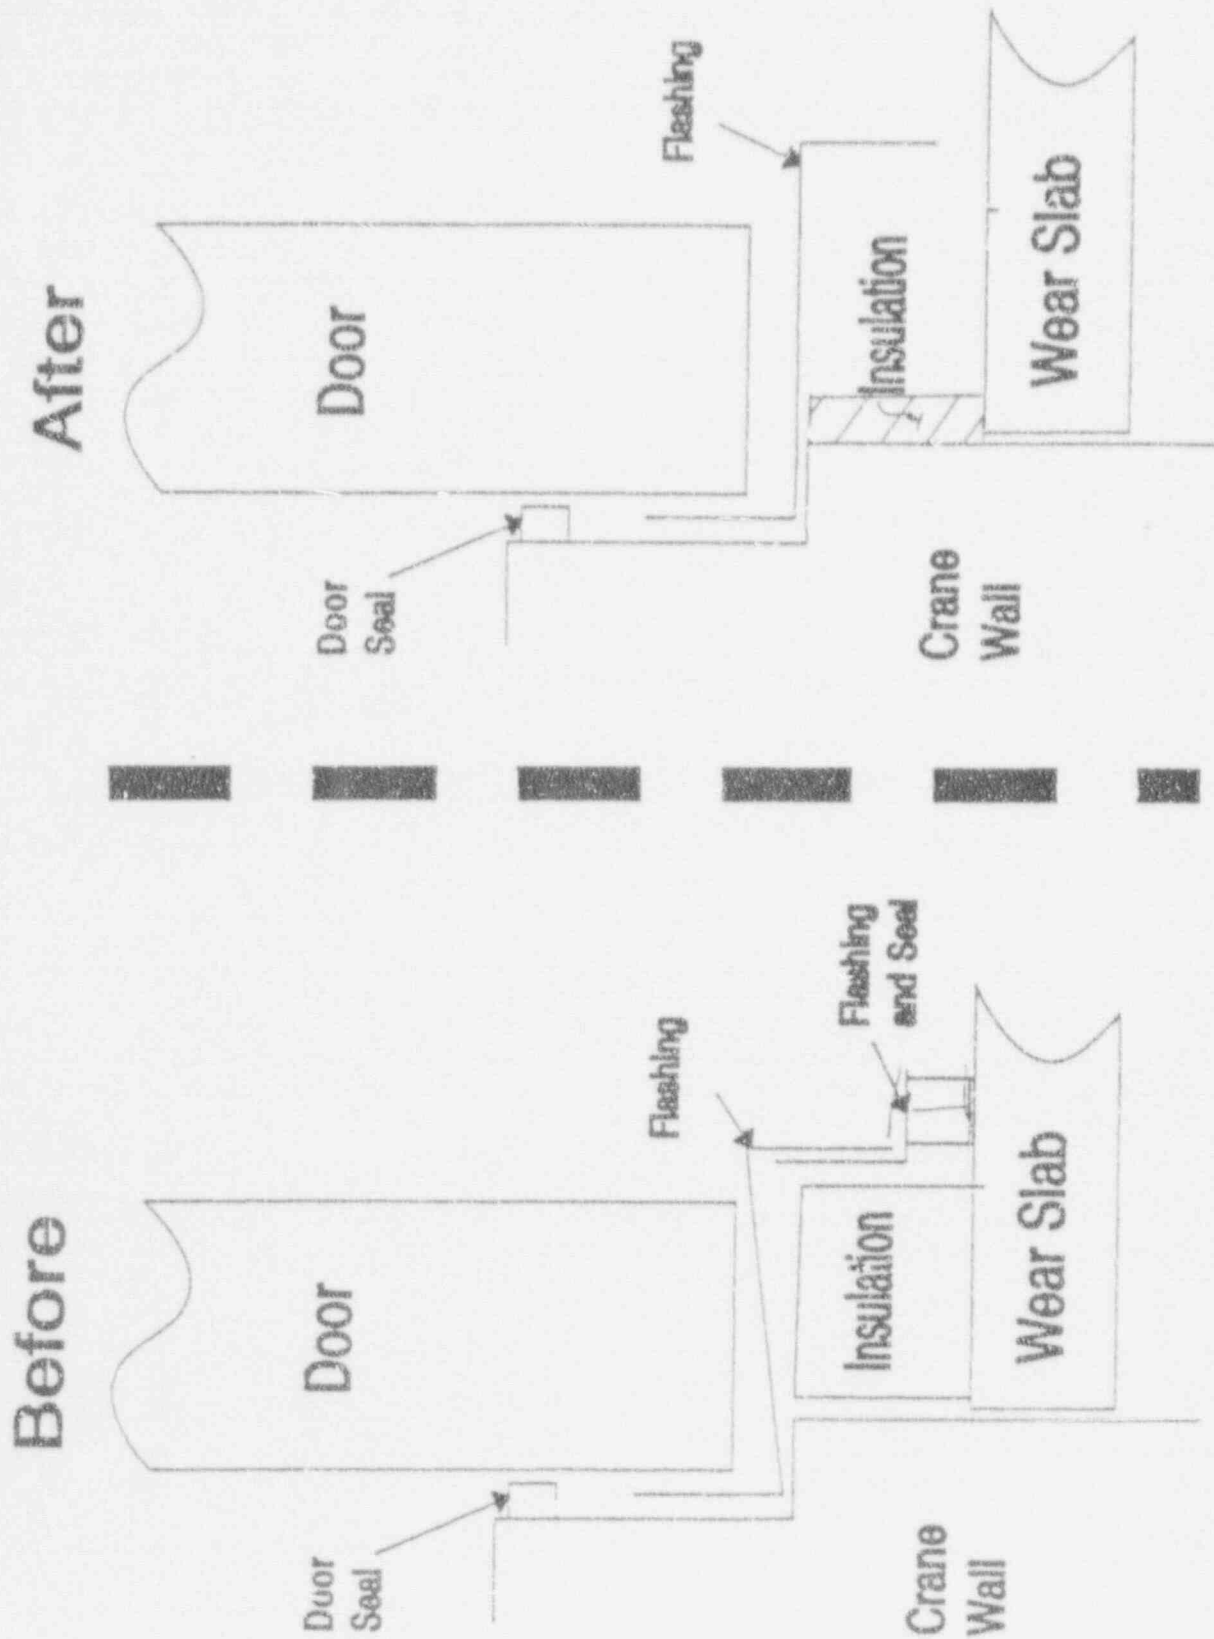 Before
Door
Door
Seal
Flashing
Flashing
and Seal
Insulation
Wear Slab
Crane
Wall
After
Door
Door
Seal
Flashing
Insulation
Wear Slab
Crane
Wall